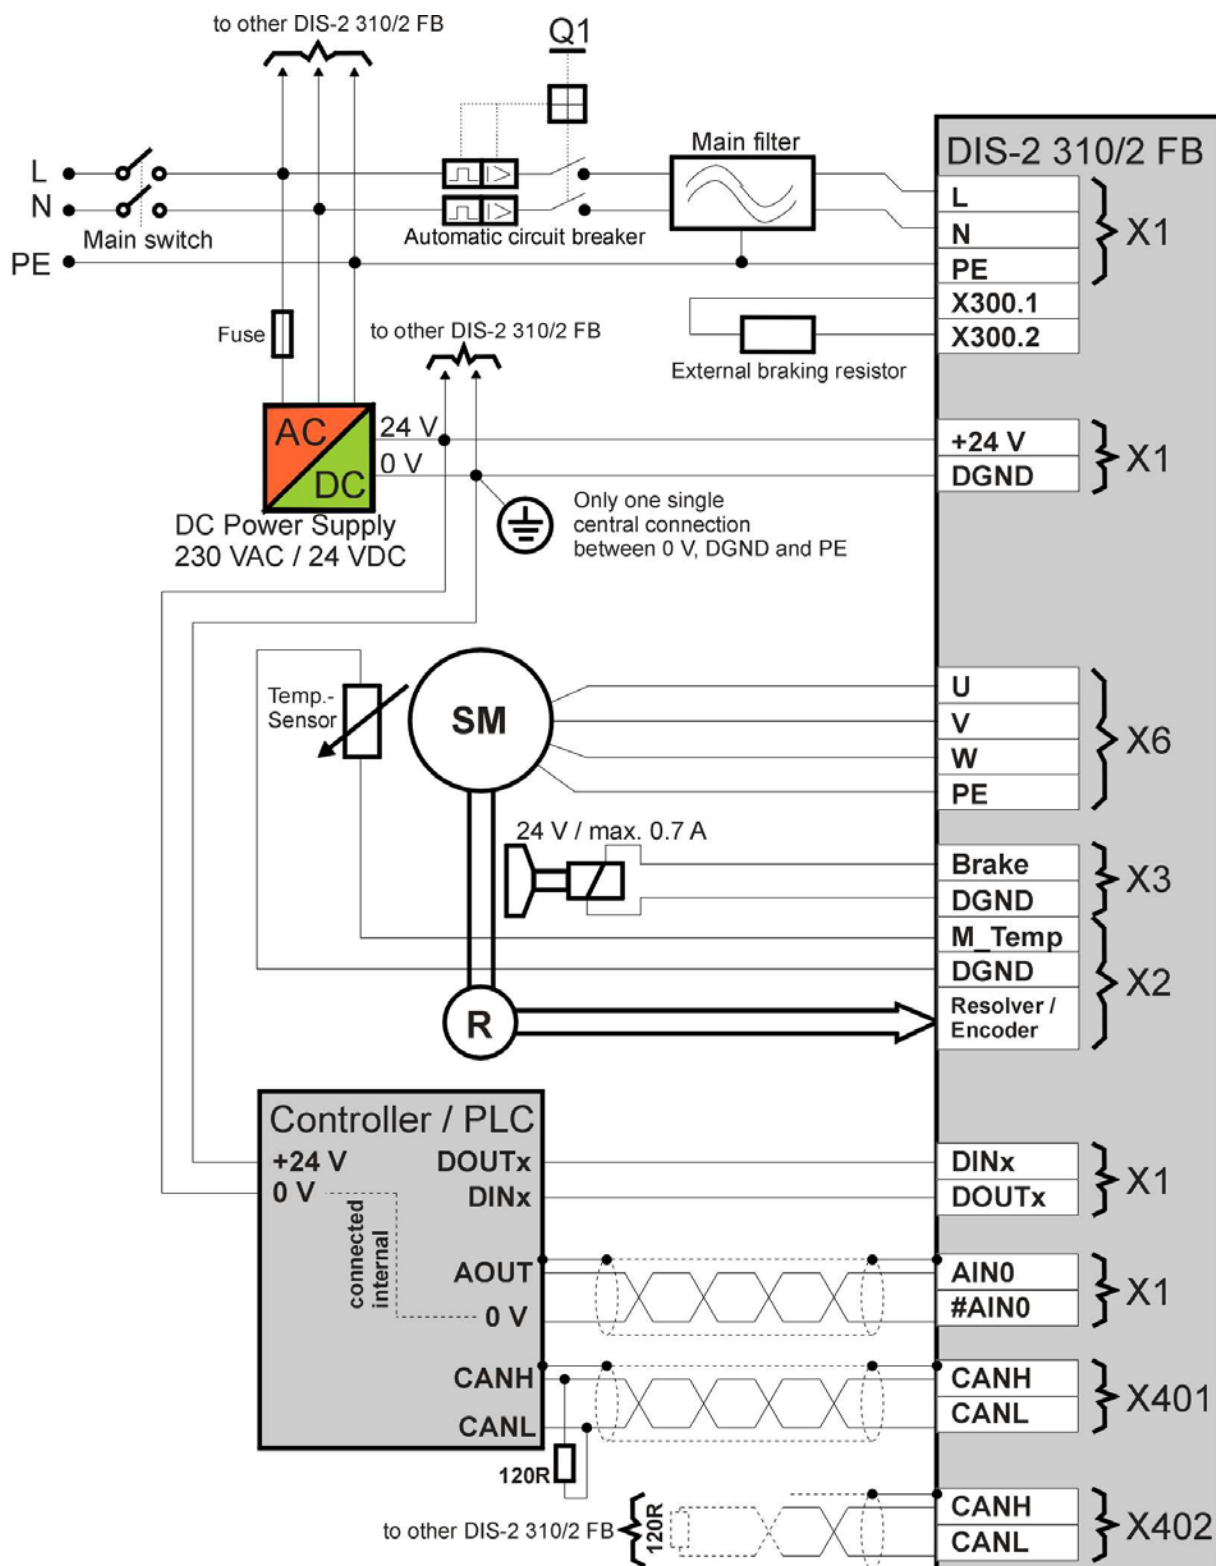 to other DIS-2 310/2 FB
Q1
DIS-2 310/2 FB
Main filter
L
N
Main switch
Automatic circuit breaker
PE
L
N
PE
X1
X300.1
X300.2
Fuse
to other DIS-2 310/2 FB
External braking resistor
AC
DC
24 V
0 V
+24 V
DGND
X1
DC Power Supply
230 VAC / 24 VDC
Only one single
central connection
between 0 V, DGND and PE
Temp.-
Sensor
SM
U
V
W
PE
X6
24 V / max. 0.7 A
Brake
DGND
X3
M_Temp
DGND
Resolver /
Encoder
X2
R
Controller / PLC
+24 V
0 V
DOUTx
DINx
connected
internal
AOUT
0 V
CANH
CANL
DINx
DOUTx
X1
AIN0
#AIN0
X1
CANH
CANL
X401
120R
to other DIS-2 310/2 FB
120R
CANH
CANL
X402